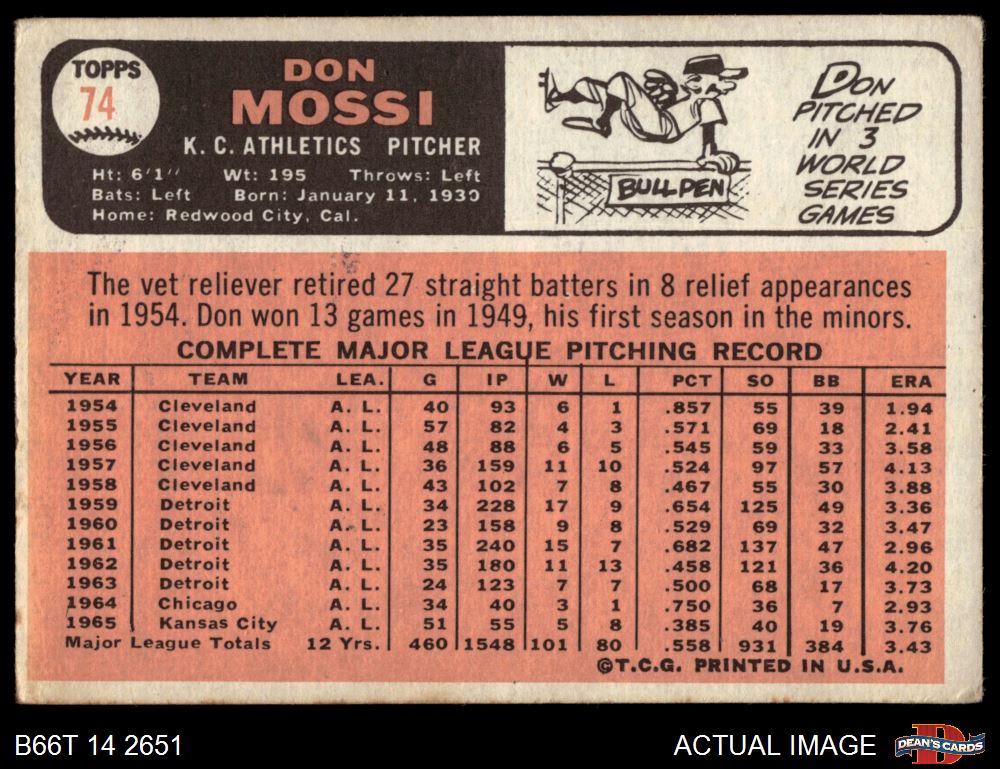 TOPPS
74
DON
MOSSI
K. C. ATHLETICS PITCHER
Ht: 6'1" Wt: 195 Throws: Left
Bats: Left Born: January 11, 1930
Home: Redwood City, Cal.
BULLPEN
DON
PITCHED
IN 3
WORLD
SERIES
GAMES
The vet reliever retired 27 straight batters in 8 relief appearances
in 1954. Don won 13 games in 1949, his first season in the minors.
COMPLETE MAJOR LEAGUE PITCHING RECORD
YEAR TEAM LEA. G IP W L PCT SO BB ERA
1954 Cleveland A. L. 40 93 6 1 .857 55 39 1.94
1955 Cleveland A. L. 57 82 4 3 .571 69 18 2.41
1956 Cleveland A. L. 48 88 6 5 .545 59 33 3.58
1957 Cleveland A. L. 36 159 11 10 .524 97 57 4.13
1958 Cleveland A. L. 43 102 7 8 .467 55 30 3.88
1959 Detroit A. L. 34 228 17 9 .654 125 49 3.36
1960 Detroit A. L. 23 158 9 8 .529 69 32 3.47
1961 Detroit A. L. 35 240 15 7 .682 137 47 2.96
1962 Detroit A. L. 35 180 11 13 .458 121 36 4.20
1963 Detroit A. L. 24 123 7 7 .500 68 17 3.73
1964 Chicago A. L. 34 40 3 1 .750 36 7 2.93
1965 Kansas City A. L. 51 55 5 8 .385 40 19 3.76
Major League Totals 12 Yrs. 460 1548 101 80 .558 931 384 3.43
©T.C.G. PRINTED IN U.S.A.
B66T 14 2651
ACTUAL IMAGE
D
DEAN'S CARDS